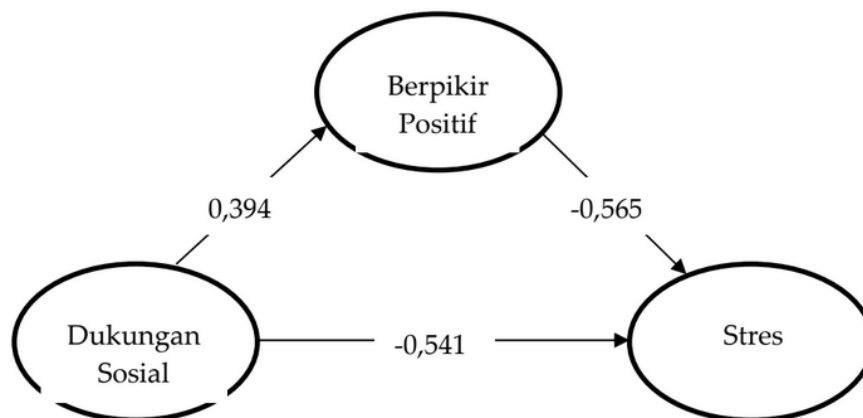 Berpikir
Positif
0,394
-0,565
Dukungan
Sosial
-0,541
Stres